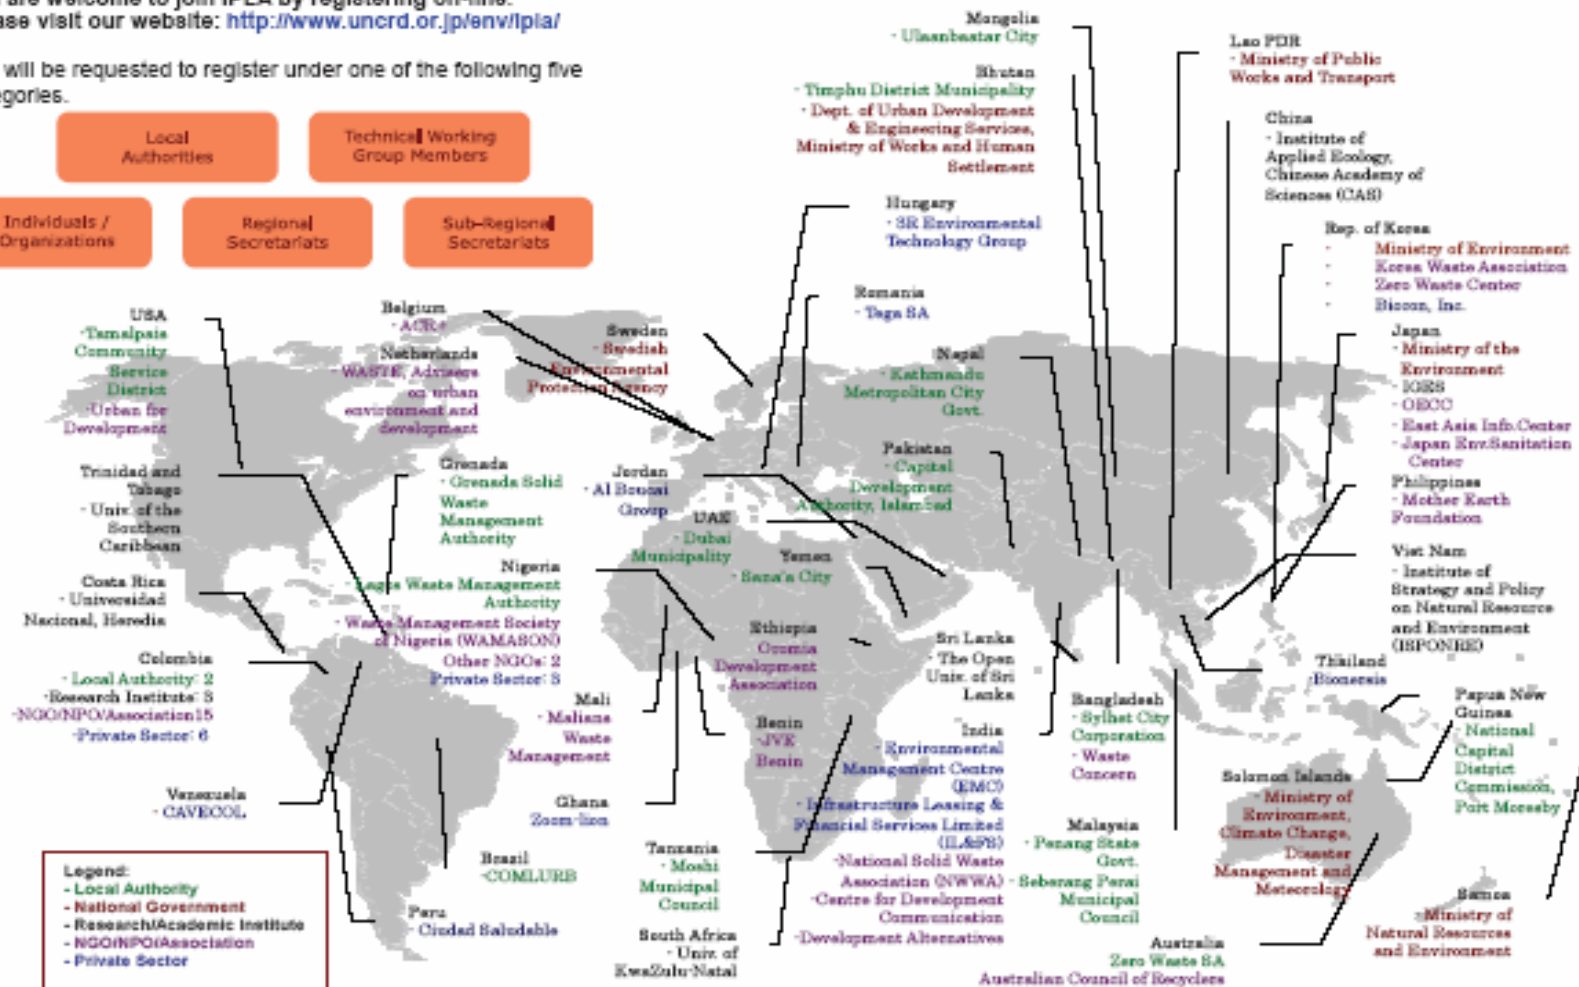 are welcome to join IPLA by registering on-line.
ase visit our website: http://www.uncrd.or.jp/env/ipla/
will be requested to register under one of the following five
egories.
Local
Authorities
Technical Working
Group Members
Individuals /
Organizations
Regional
Secretariats
Sub-Regional
Secretariats
Mongolia
- Ulaanbaatar City
Bhutan
- Timphu District Municipality
- Dept. of Urban Development
& Engineering Services,
Ministry of Works and Human
Settlement
Lao PDR
- Ministry of Public
Works and Transport
China
- Institute of
Applied Ecology,
Chinese Academy of
Sciences (CAS)
Hungary
- SR Environmental
Technology Group
Rep. of Korea
- Ministry of Environment
- Korea Waste Association
- Zero Waste Center
- Biocon, Inc.
Romania
- Tega SA
USA
-Tamalpais
Community
Service
District
-Urban for
Development
Belgium
- ACR+
Netherlands
- WASTE, Advisers
on urban
environment and
development
Sweden
- Swedish
Environmental
Protection Agency
Nepal
- Kathmandu
Metropolitan City
Govt.
Japan
- Ministry of the
Environment
- IGES
- OECC
- East Asia Info.Center
- Japan Env.Sanitation
Center
Pakistan
- Capital
Development
Authority, Islambad
Trinidad and
Tobago
- Univ. of the
Southern
Caribbean
Grenada
- Grenada Solid
Waste
Management
Authority
Jordan
- Al Boucai
Group
Philippines
- Mother Earth
Foundation
UAE
- Dubai
Municipality
Yemen
- Sana'a City
Viet Nam
- Institute of
Strategy and Policy
on Natural Resource
and Environment
(ISPONRE)
Costa Rica
- Universidad
Nacional, Heredia
Nigeria
- Lagos Waste Management
Authority
- Waste Management Society
of Nigeria (WAMASON)
Other NGOs: 2
Private Sector: 3
Ethiopia
Oromia
Development
Association
Sri Lanka
- The Open
Univ. of Sri
Lanka
Thailand
-Bionersis
Colombia
- Local Authority: 2
-Research Institute: 3
-NGO/NPO/Association15
-Private Sector: 6
Mali
- Maliana
Waste
Management
Benin
-JVE
Benin
India
- Environmental
Management Centre
(EMC)
- Infrastructure Leasing &
Financial Services Limited
(IL&FS)
-National Solid Waste
Association (NWWA)
-Centre for Development
Communication
-Development Alternatives
Bangladesh
- Sylhet City
Corporation
- Waste
Concern
Papua New
Guinea
- National
Capital
District
Commission,
Port Moresby
Venezuela
- CAVECOL
Ghana
Zoom-lion
Solomon Islands
- Ministry of
Environment,
Climate Change,
Disaster
Management and
Meteorology
Malaysia
- Penang State
Govt.
- Seberang Perai
Municipal
Council
Brazil
-COMLURB
Tanzania
- Moshi
Municipal
Council
Peru
- Ciudad Saludable
South Africa
- Univ. of
KwaZulu-Natal
Samoa
-Ministry of
Natural Resources
and Environment
Australia
Zero Waste SA
Australian Council of Recyclers
Legend:
- Local Authority
- National Government
- Research/Academic Institute
- NGO/NPO/Association
- Private Sector